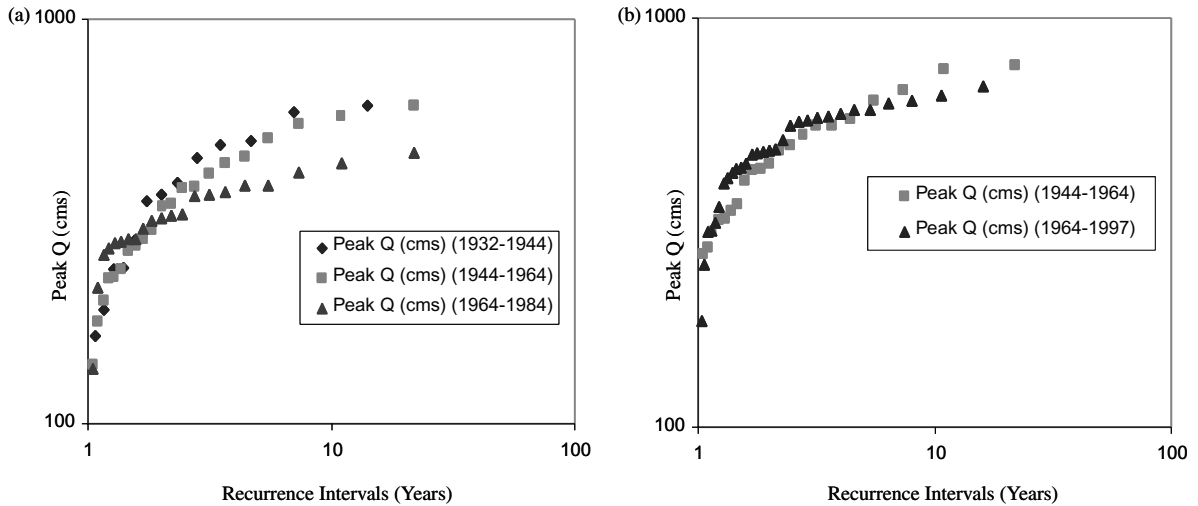 (a)
1000
Peak Q (cms)
100
1
10
100
Recurrence Intervals (Years)
Peak Q (cms) (1932-1944)
Peak Q (cms) (1944-1964)
Peak Q (cms) (1964-1984)
(b)
1000
Peak Q (cms)
100
1
10
100
Recurrence Intervals (Years)
Peak Q (cms) (1944-1964)
Peak Q (cms) (1964-1997)